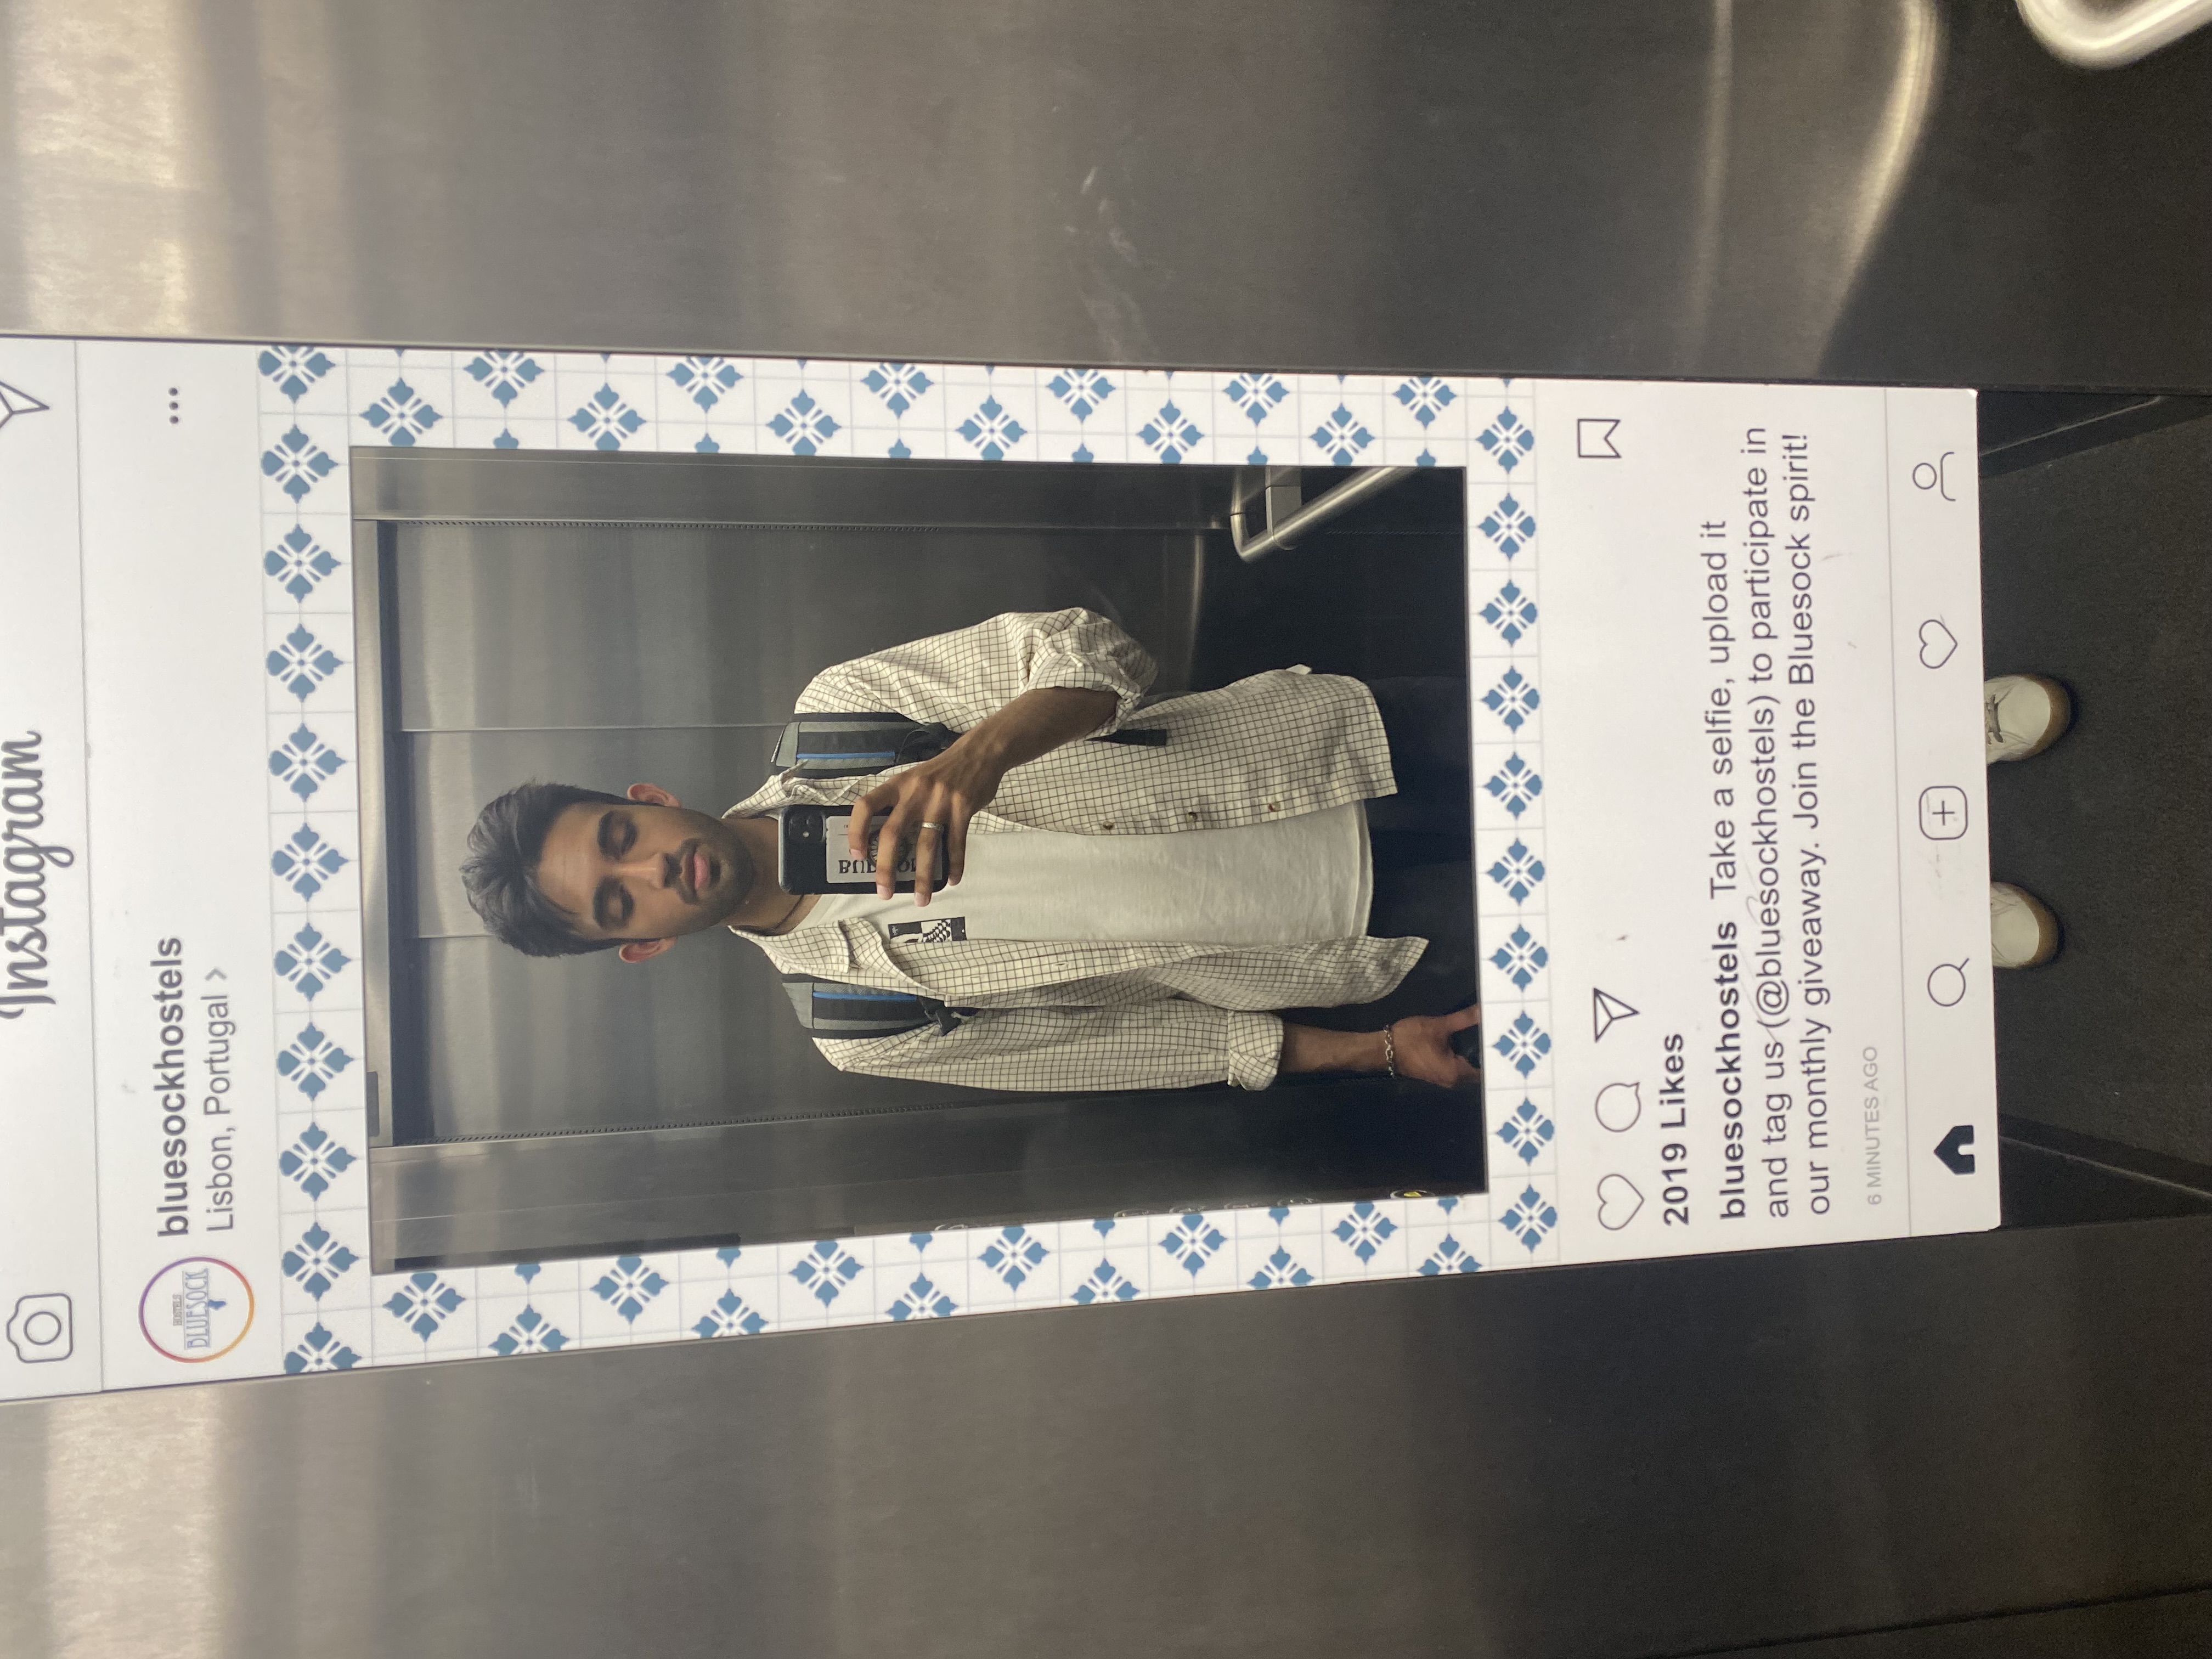 Instagram
HOSTELS
BLUESOCK
bluesockhostels
Lisbon, Portugal >
2019 Likes
bluesockhostels Take a selfie, upload it
and tag us (@bluesockhostels) to participate in
our monthly giveaway. Join the Bluesock spirit!
6 MINUTES AGO